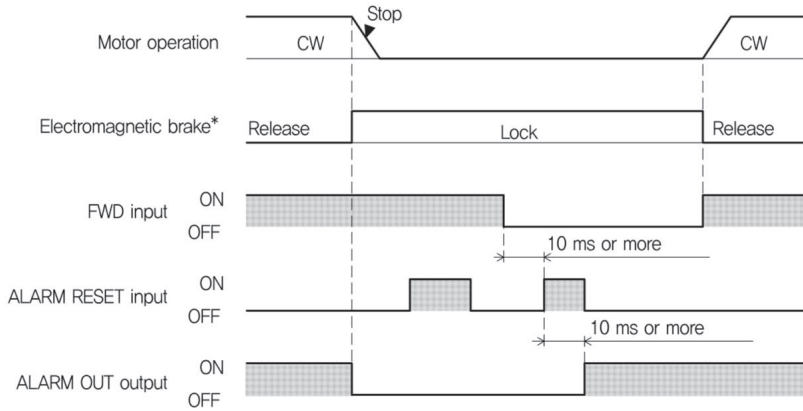 Stop
Motor operation
CW
CW
Electromagnetic brake*
Release
Lock
Release
FWD input
ON
OFF
10 ms or more
ALARM RESET input
ON
OFF
10 ms or more
ALARM OUT output
ON
OFF